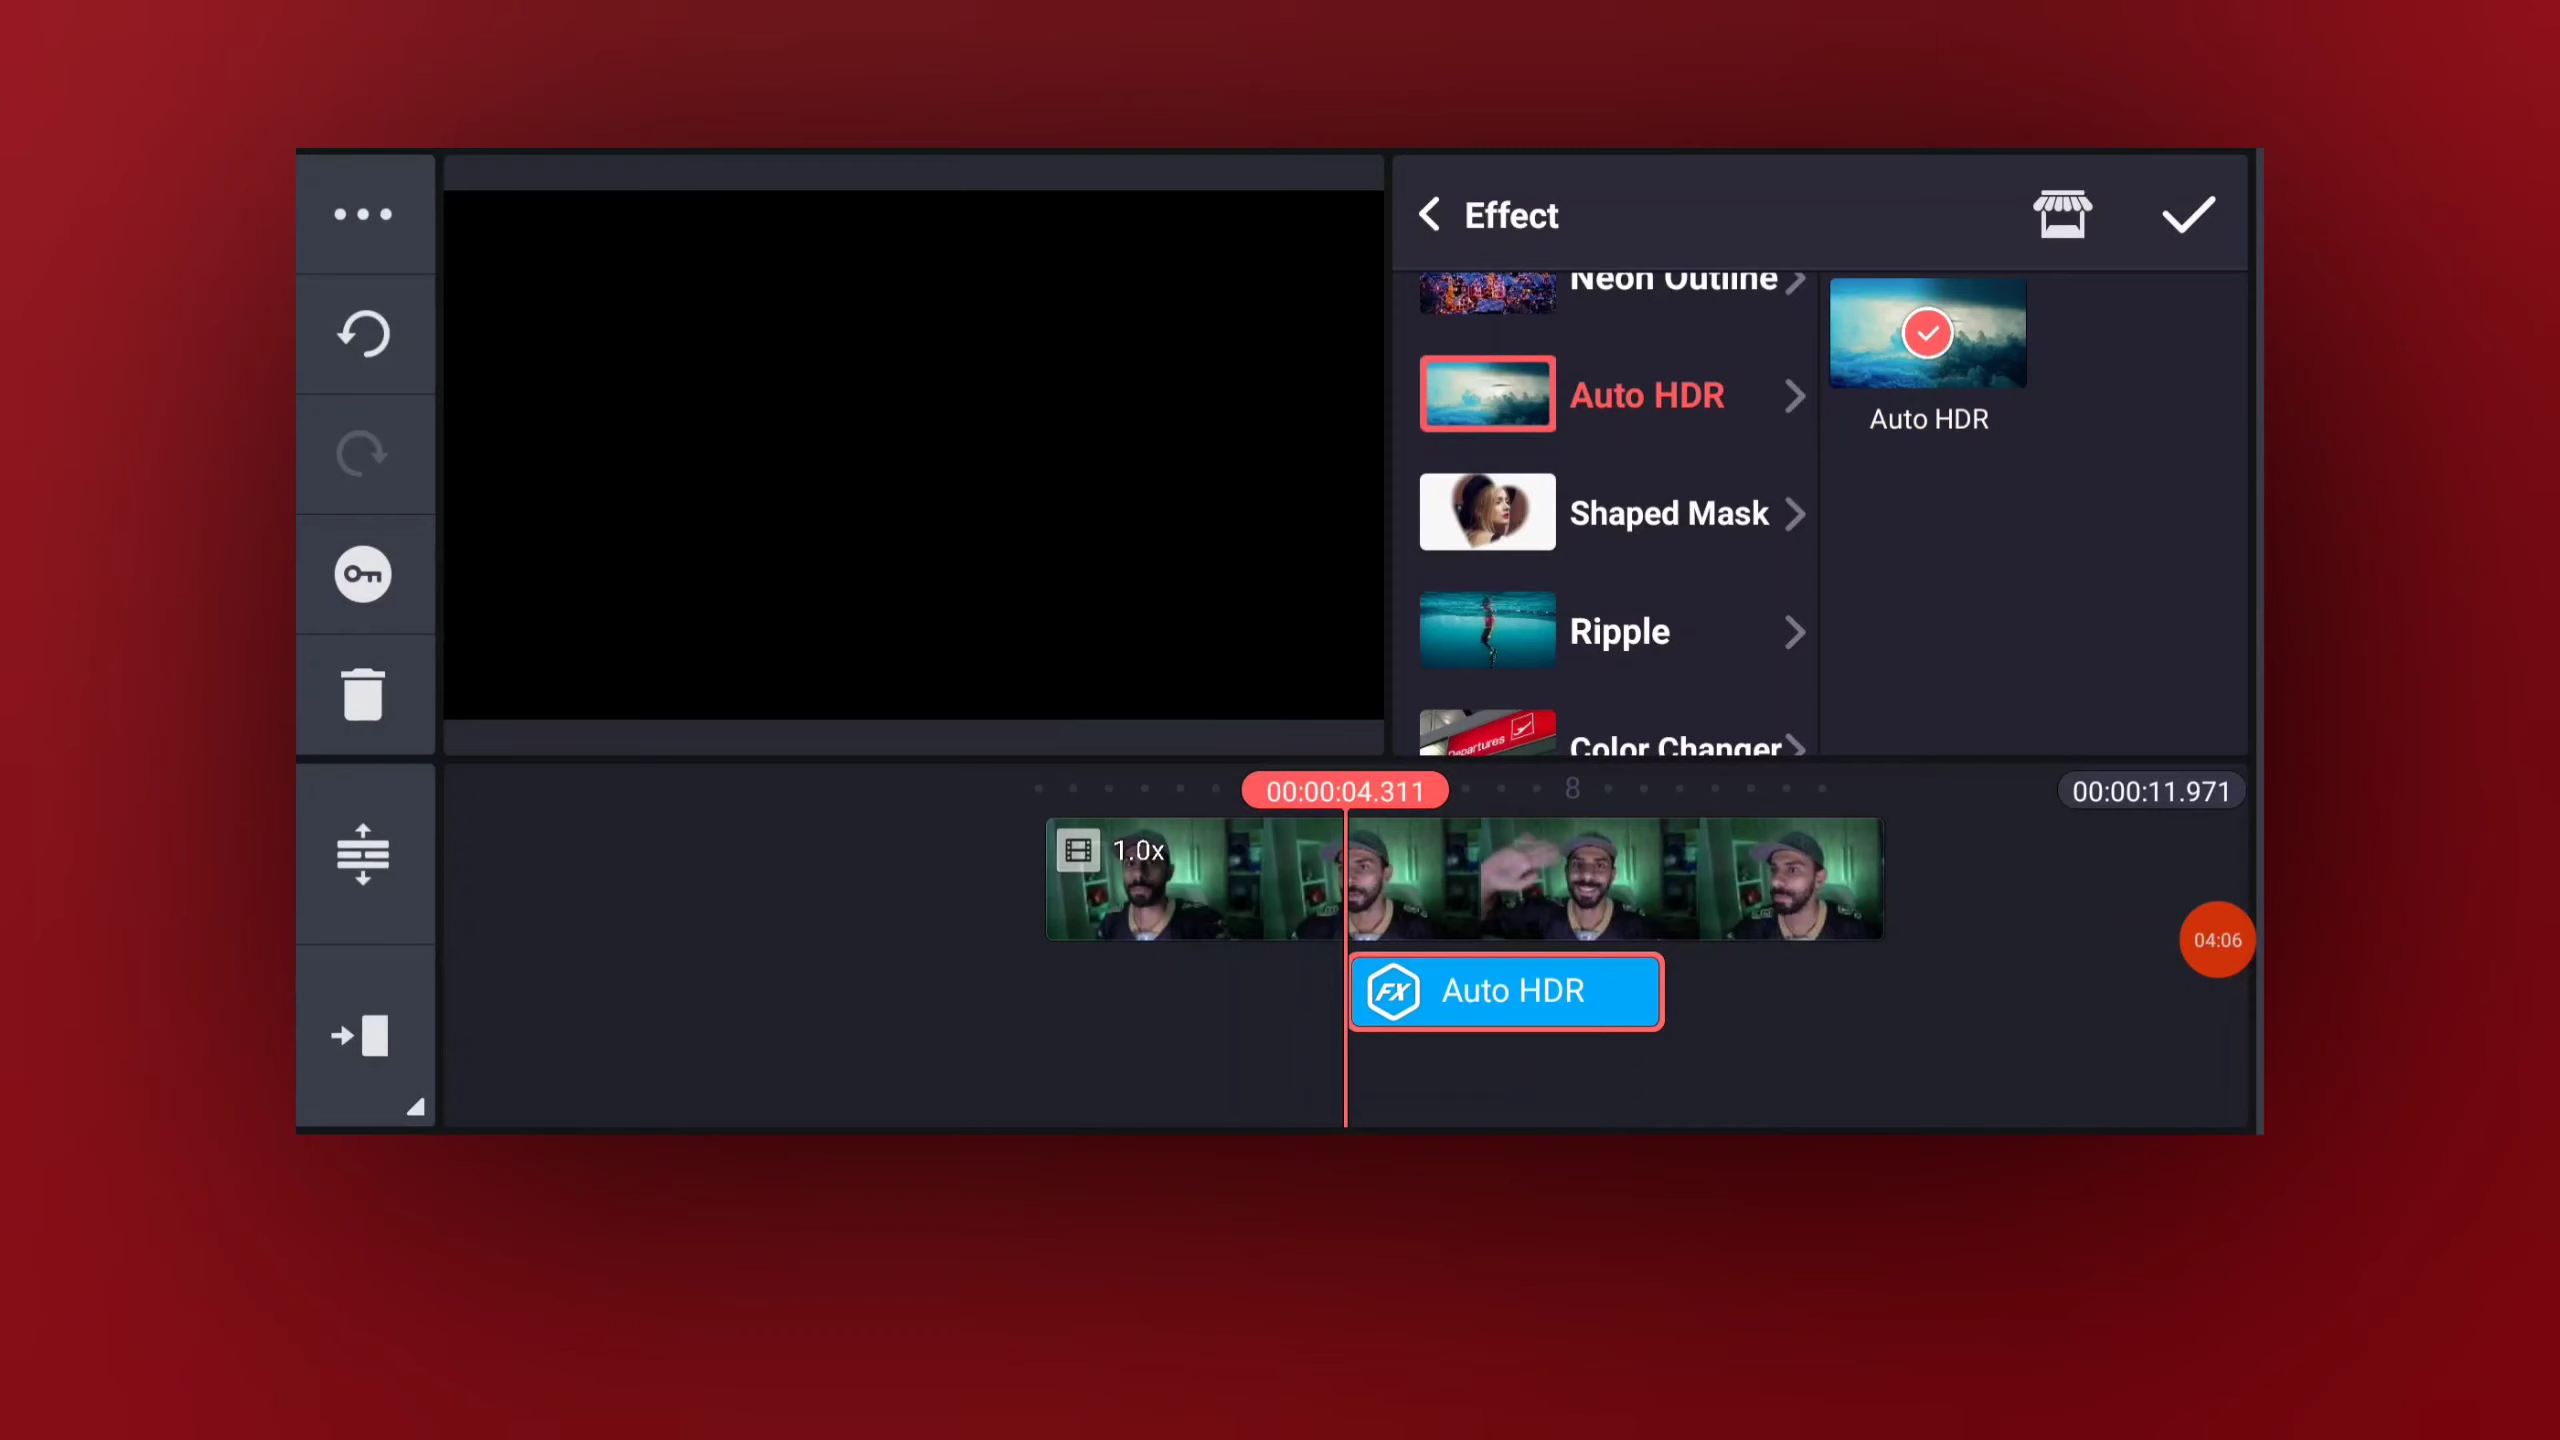 Effect
Neon Outline
Auto HDR
Auto HDR
Shaped Mask
Ripple
Departures
Color Changer
00:00:04.311
8
00:00:11.971
1.0x
04:06
FX
Auto HDR